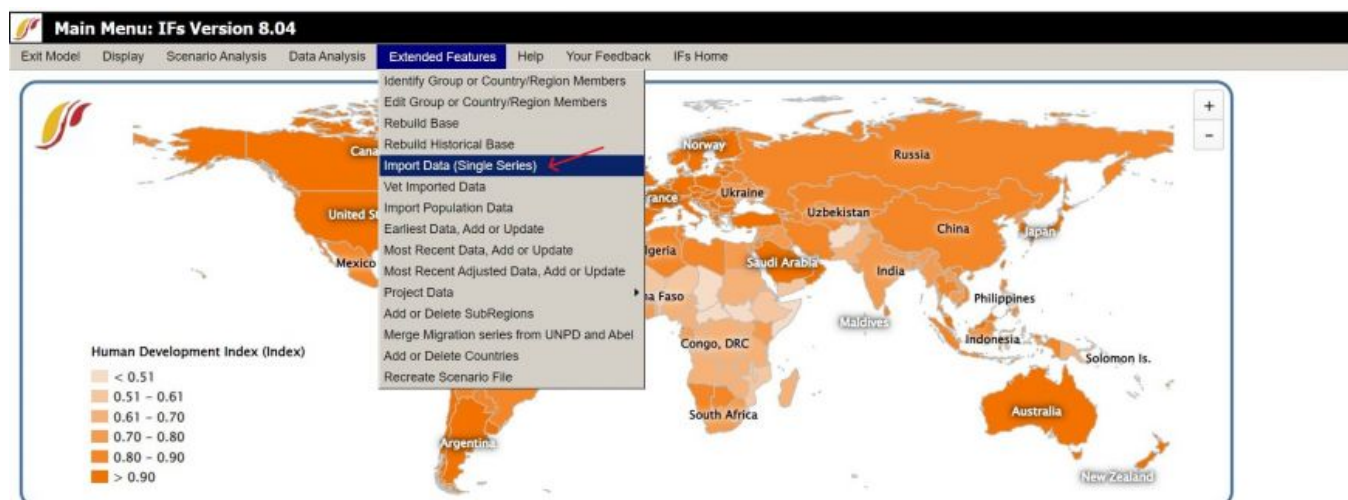 Main Menu: IFs Version 8.04
Exit Model Display Scenario Analysis Data Analysis Extended Features Help Your Feedback IFs Home
Identify Group or Country/Region Members
Edit Group or Country/Region Members
Rebuild Base
Rebuild Historical Base
Import Data (Single Series)
Vet Imported Data
Import Population Data
Earliest Data, Add or Update
Most Recent Data, Add or Update
Most Recent Adjusted Data, Add or Update
Project Data
Add or Delete SubRegions
Merge Migration series from UNPD and Abel
Add or Delete Countries
Recreate Scenario File
+
-
Cana
Norway
Russia
United S
rance
Ukraine
Uzbekistan
China
Japan
Mexico
lgeria
Saudi Arabia
India
na Faso
Philippines
Maldives
Congo, DRC
Indonesia
Solomon Is.
South Africa
Australia
Argentina
New Zealand
Human Development Index (Index)
< 0.51
0.51 - 0.61
0.61 - 0.70
0.70 - 0.80
0.80 - 0.90
> 0.90